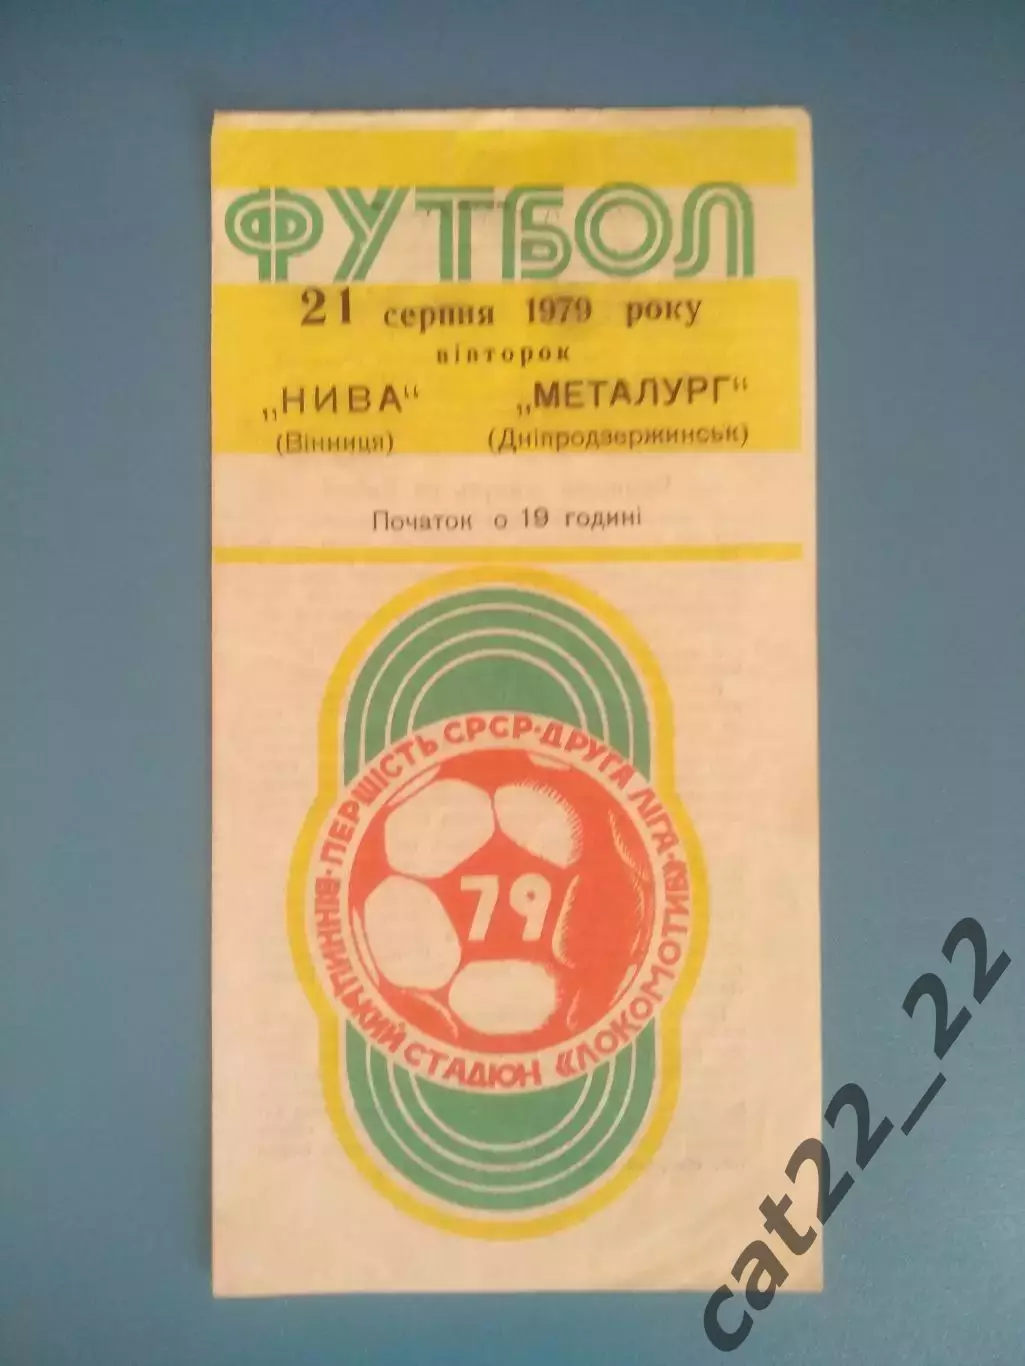 ФУТБОЛ
21 серпня 1979 року
вівторок
„НИВА“ „МЕТАЛУРГ“
(Вінниця) (Дніпродзержинськ)
Початок о 19 годині
ПЕРШІСТЬ СРСР·ДРУГА ЛІГА·
ВІННИЦЬКИЙ СТАДІОН «ЛОКОМОТИВ»
79
cat22_22